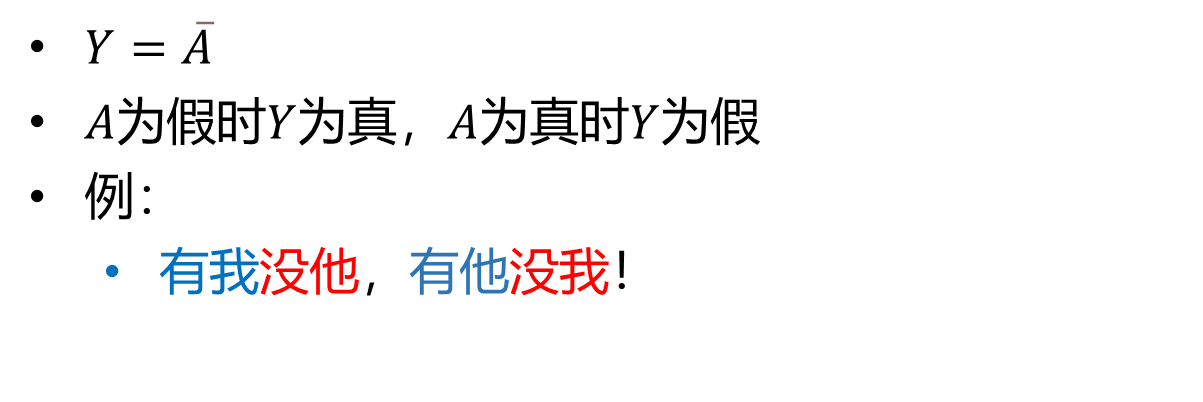 • Y = Ā
• A为假时Y为真，A为真时Y为假
• 例：
• 有我没他，有他没我！